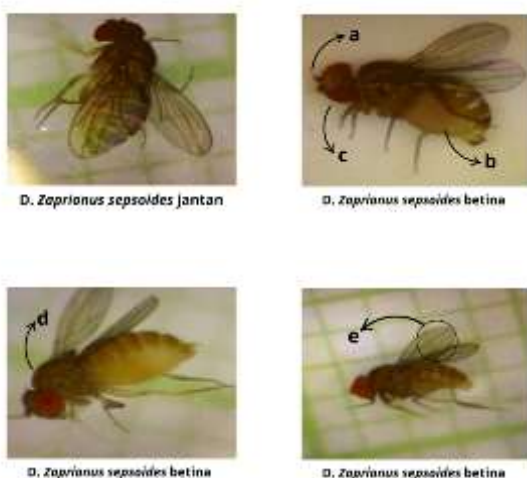 a
c
b
D. Zaprionus sepsoides jantan
D. Zaprionus sepsoides betina
d
e
D. Zaprionus sepsoides betina
D. Zaprionus sepsoides betina